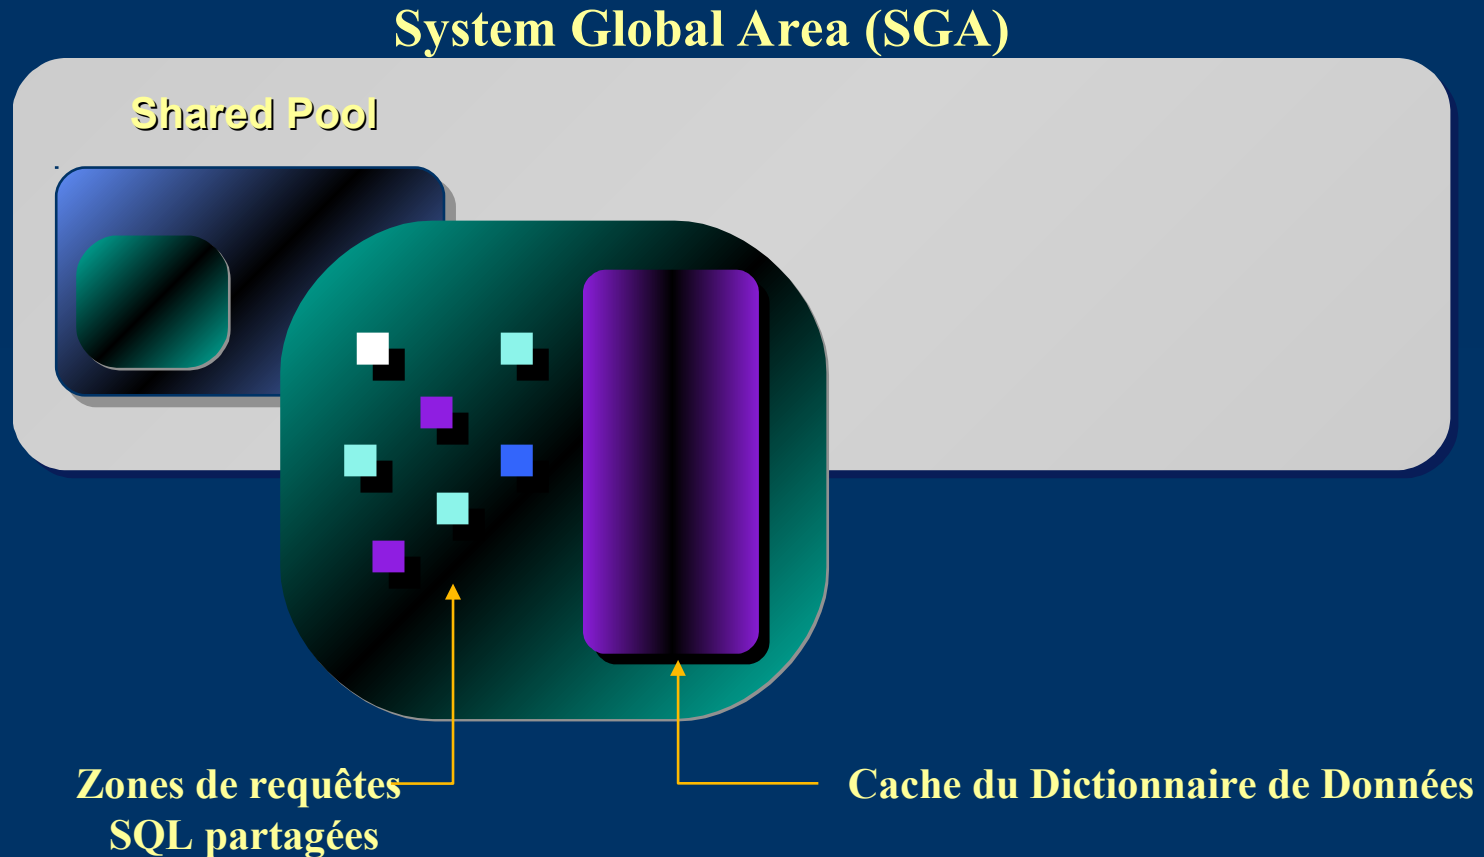 System Global Area (SGA)
Shared Pool
Zones de requêtes
SQL partagées
Cache du Dictionnaire de Données